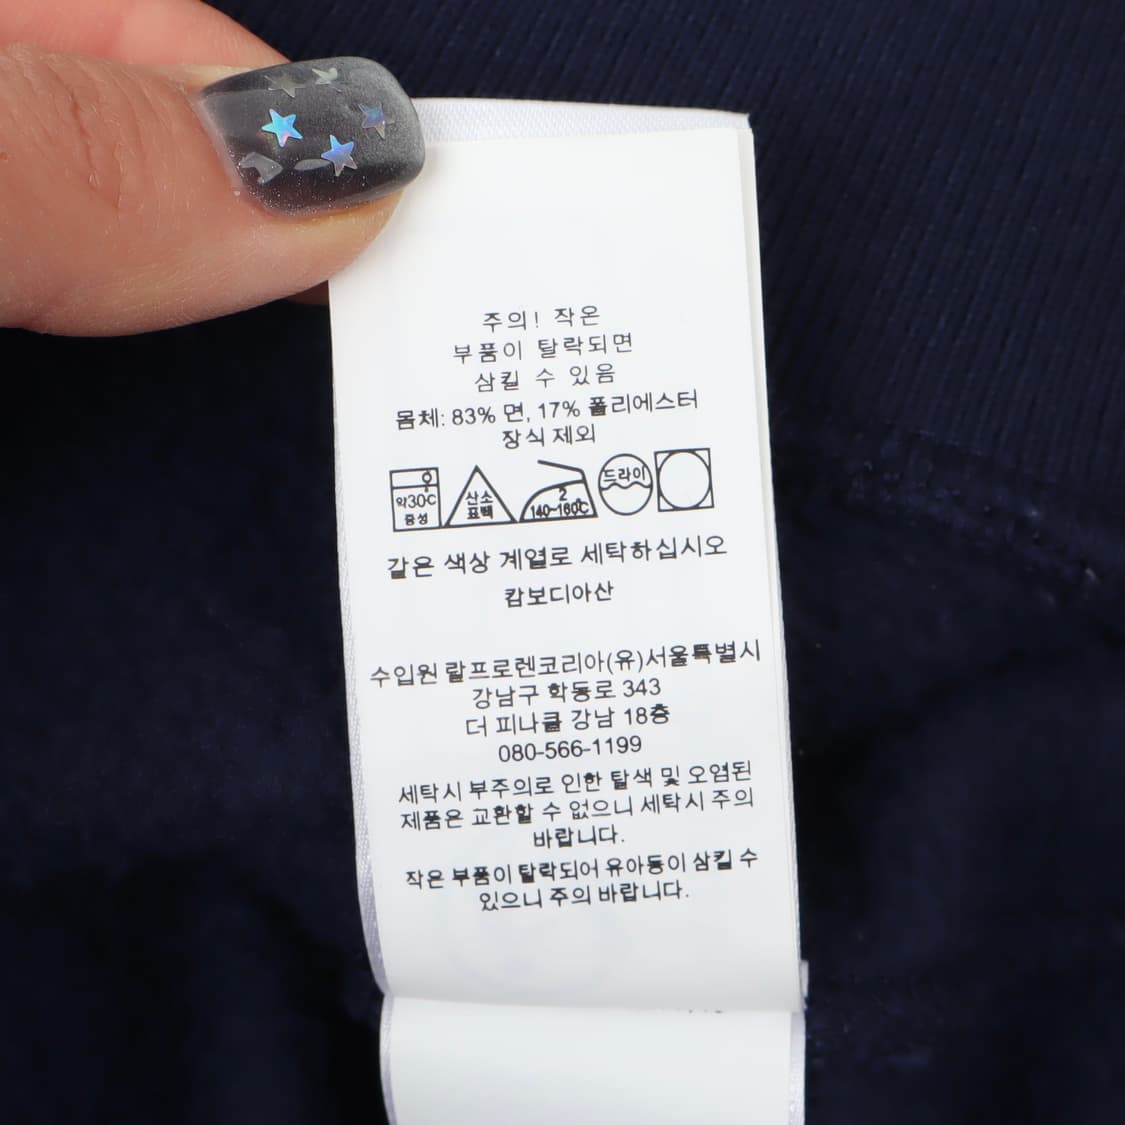 주의! 작은
부품이 탈락되면
삼킬 수 있음
몸체: 83% 면, 17% 폴리에스터
장식 제외
약30℃
중성
산소
표백
2
140~160℃
드라이
같은 색상 계열로 세탁하십시오
캄보디아산
수입원 랄프로렌코리아(유)서울특별시
강남구 학동로 343
더 피나클 강남 18층
080-566-1199
세탁시 부주의로 인한 탈색 및 오염된
제품은 교환할 수 없으니 세탁시 주의
바랍니다.
작은 부품이 탈락되어 유아동이 삼킬 수
있으니 주의 바랍니다.